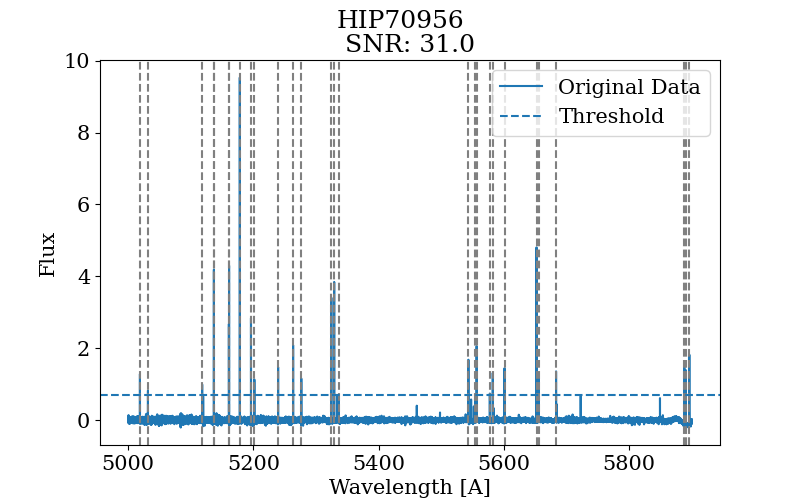 HIP70956
SNR: 31.0
Original Data
Threshold
Flux
10
8
6
4
2
0
5000 5200 5400 5600 5800
Wavelength [A]